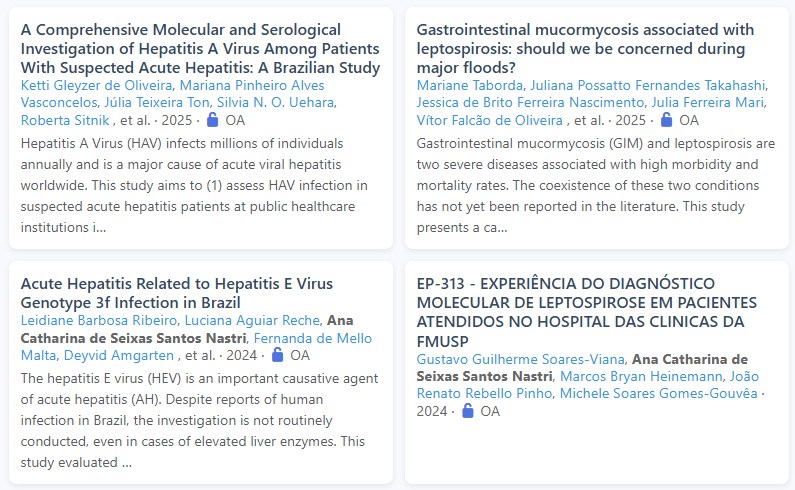 A Comprehensive Molecular and Serological
Investigation of Hepatitis A Virus Among Patients
With Suspected Acute Hepatitis: A Brazilian Study
Ketti Gleyzer de Oliveira, Mariana Pinheiro Alves
Vasconcelos, Júlia Teixeira Ton, Silvia N. O. Uehara,
Roberta Sitnik , et al. · 2025 · OA
Hepatitis A Virus (HAV) infects millions of individuals
annually and is a major cause of acute viral hepatitis
worldwide. This study aims to (1) assess HAV infection in
suspected acute hepatitis patients at public healthcare
institutions i...
Gastrointestinal mucormycosis associated with
leptospirosis: should we be concerned during
major floods?
Mariane Taborda, Juliana Possatto Fernandes Takahashi,
Jessica de Brito Ferreira Nascimento, Julia Ferreira Mari,
Vítor Falcão de Oliveira , et al. · 2025 · OA
Gastrointestinal mucormycosis (GIM) and leptospirosis are
two severe diseases associated with high morbidity and
mortality rates. The coexistence of these two conditions
has not yet been reported in the literature. This study
presents a ca...
Acute Hepatitis Related to Hepatitis E Virus
Genotype 3f Infection in Brazil
Leidiane Barbosa Ribeiro, Luciana Aguiar Reche, Ana
Catharina de Seixas Santos Nastri, Fernanda de Mello
Malta, Deyvid Amgarten , et al. · 2024 · OA
The hepatitis E virus (HEV) is an important causative agent
of acute hepatitis (AH). Despite reports of human
infection in Brazil, the investigation is not routinely
conducted, even in cases of elevated liver enzymes. This
study evaluated ...
EP-313 - EXPERIÊNCIA DO DIAGNÓSTICO
MOLECULAR DE LEPTOSPIROSE EM PACIENTES
ATENDIDOS NO HOSPITAL DAS CLINICAS DA
FMUSP
Gustavo Guilherme Soares-Viana, Ana Catharina de
Seixas Santos Nastri, Marcos Bryan Heinemann, João
Renato Rebello Pinho, Michele Soares Gomes-Gouvêa ·
2024 · OA